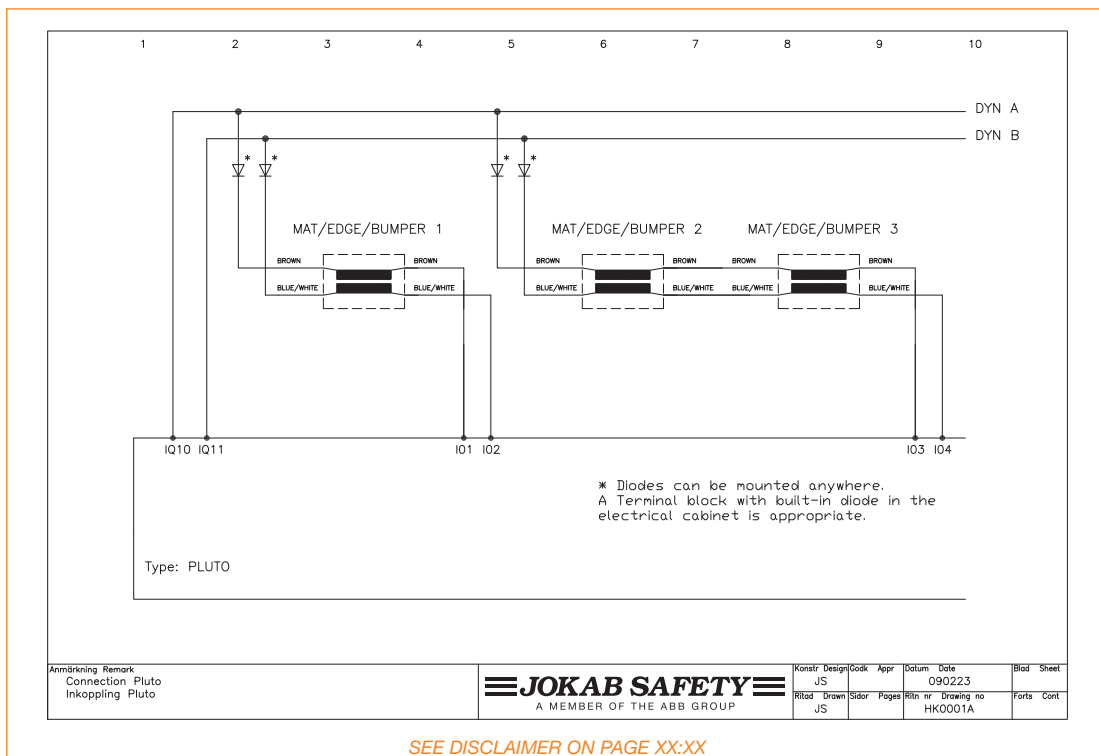 1 2 3 4 5 6 7 8 9 10
DYN A
DYN B
* * * *
MAT/EDGE/BUMPER 1 MAT/EDGE/BUMPER 2 MAT/EDGE/BUMPER 3
BROWN BROWN BROWN BROWN BROWN BROWN
BLUE/WHITE BLUE/WHITE BLUE/WHITE BLUE/WHITE BLUE/WHITE BLUE/WHITE
IQ10 IQ11 I01 I02 I03 I04
* Diodes can be mounted anywhere.
A Terminal block with built-in diode in the
electrical cabinet is appropriate.
Type: PLUTO
Anmärkning Remark
Connection Pluto
Inkoppling Pluto
JOKAB SAFETY
A MEMBER OF THE ABB GROUP
Konstr Design Godk Appr Datum Date Blad Sheet
JS 090223
Ritad Drawn Sidor Pages Ritn nr Drawing no Forts Cont
JS HK0001A
SEE DISCLAIMER ON PAGE XX:XX